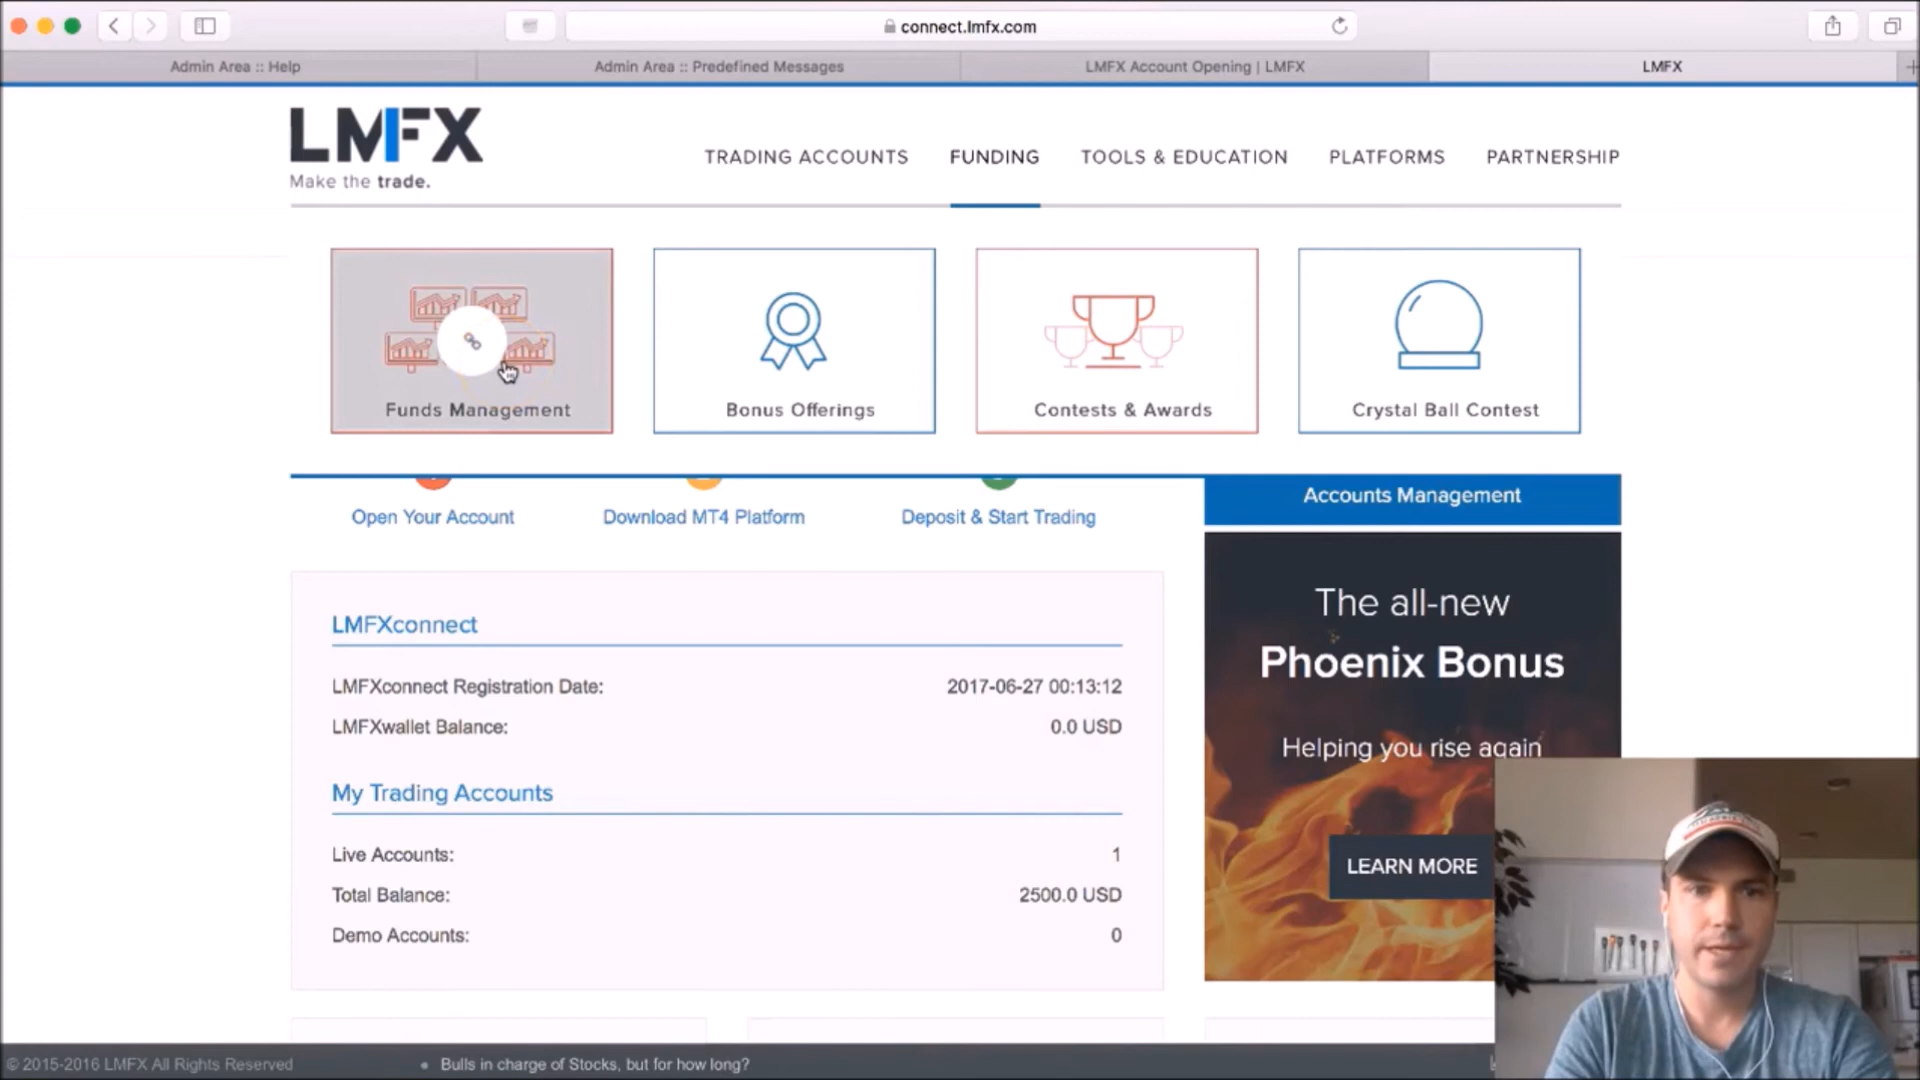 connect.lmfx.com
Admin Area :: Help
Admin Area :: Predefined Messages
LMFX Account Opening | LMFX
LMFX
LMFX
Make the trade.
TRADING ACCOUNTS
FUNDING
TOOLS & EDUCATION
PLATFORMS
PARTNERSHIP
Funds Management
Bonus Offerings
Contests & Awards
Crystal Ball Contest
Open Your Account
Download MT4 Platform
Deposit & Start Trading
Accounts Management
LMFXconnect
LMFXconnect Registration Date: 2017-06-27 00:13:12
LMFXwallet Balance: 0.0 USD
My Trading Accounts
Live Accounts: 1
Total Balance: 2500.0 USD
Demo Accounts: 0
The all-new
Phoenix Bonus
Helping you rise again
LEARN MORE
© 2015-2016 LMFX All Rights Reserved
• Bulls in charge of Stocks, but for how long?